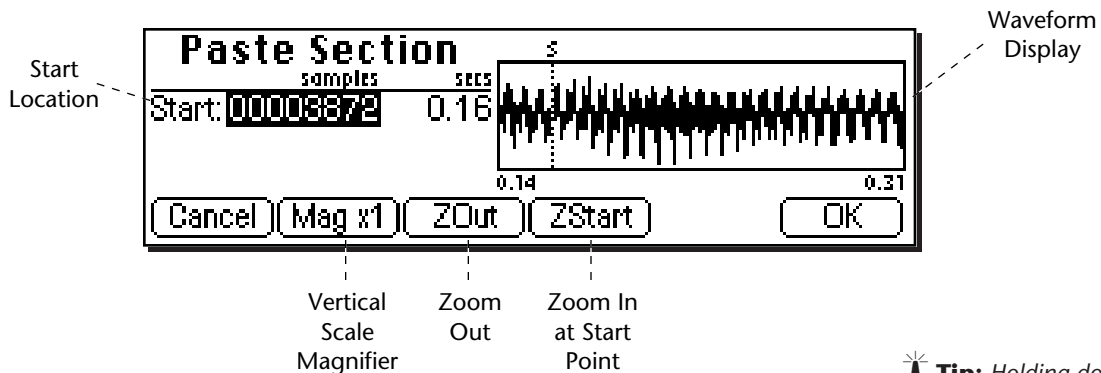 Waveform
Display
Start
Location
Paste Section
samples secs
S
Start: 00003872 0.16
0.14 0.31
Cancel Mag x1 ZOut ZStart OK
Vertical
Scale
Magnifier
Zoom
Out
Zoom In
at Start
Point
Tip: Holding do